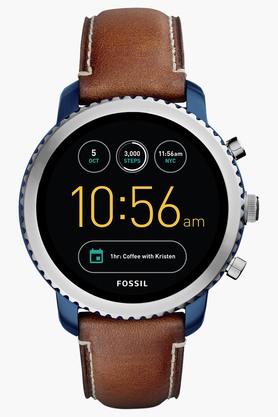 5
OCT
3,000
STEPS
11:56am
NYC
10:56am
1hr: Coffee with Kristen
FOSSIL